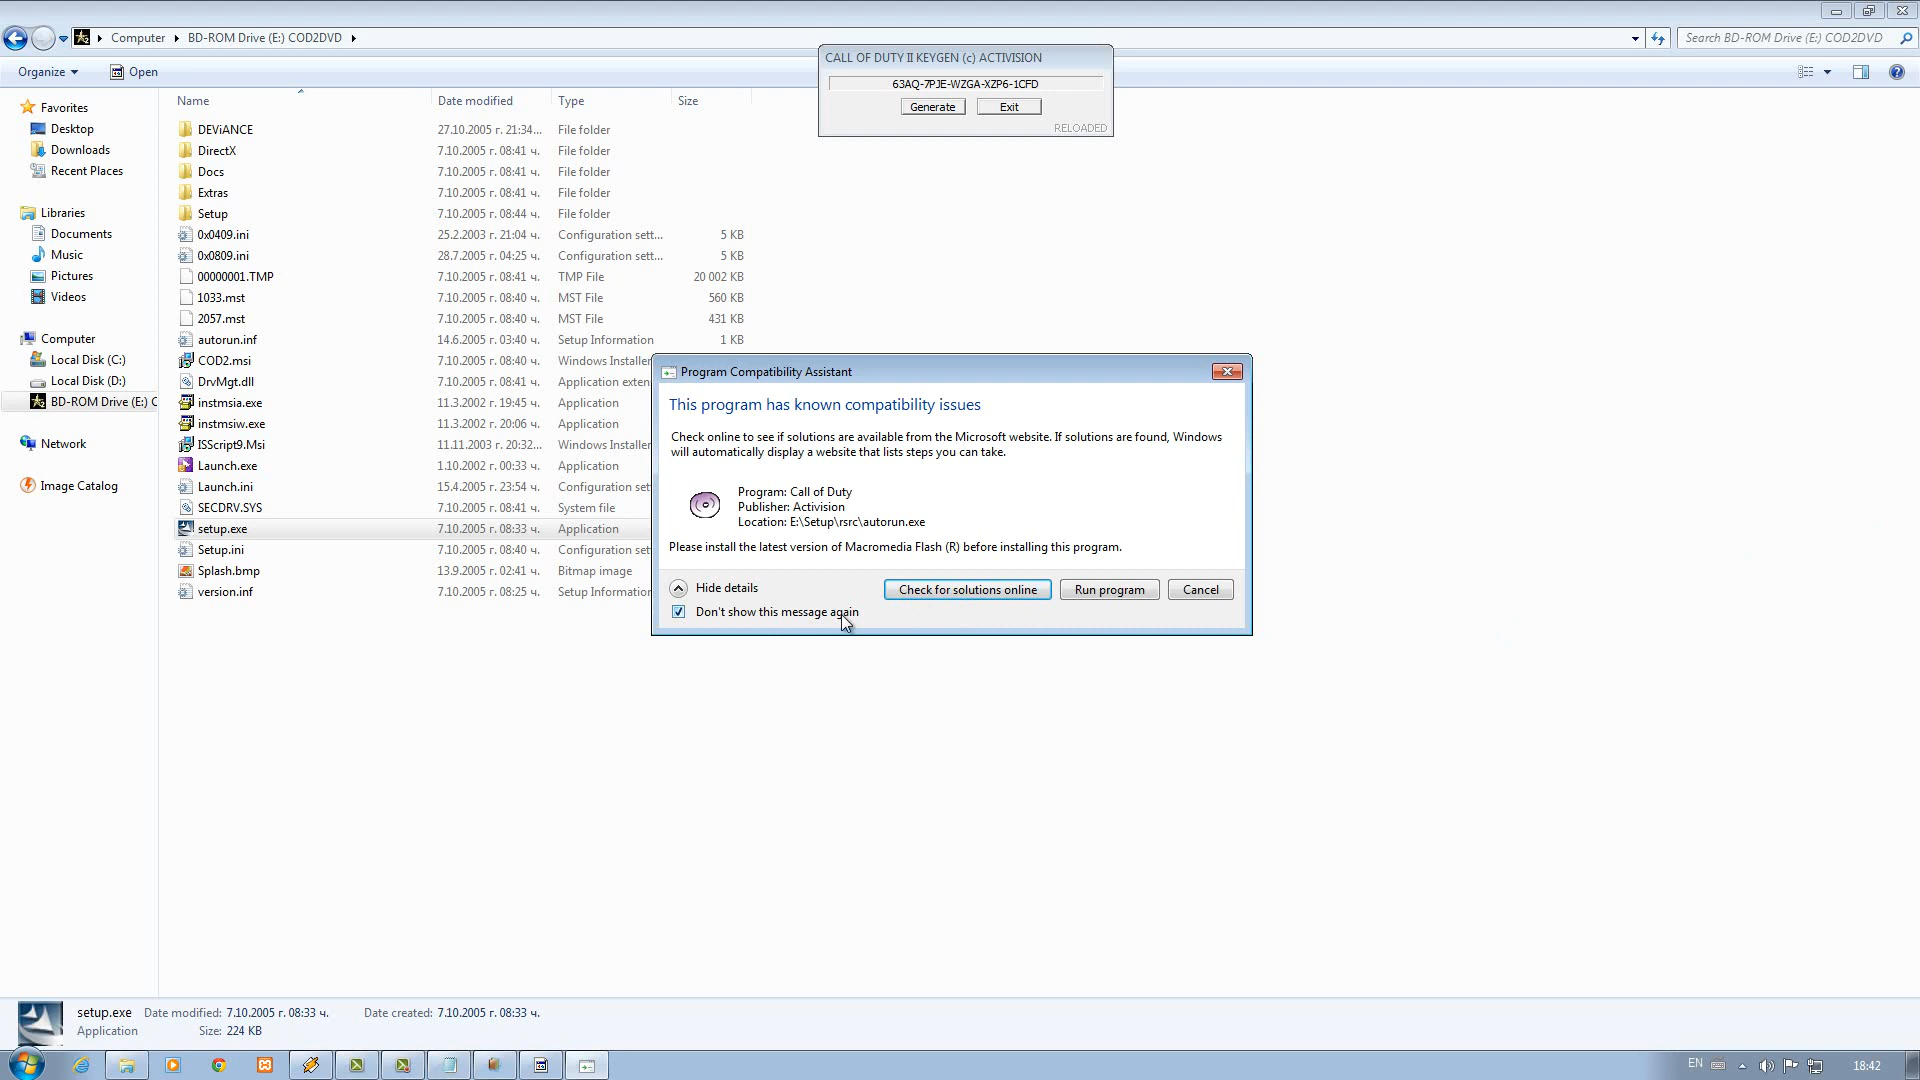 Computer ▸ BD-ROM Drive (E:) COD2DVD ▸
Search BD-ROM Drive (E:) COD2DVD
Organize
Open
CALL OF DUTY II KEYGEN (c) ACTIVISION
63AQ-7PJE-WZGA-XZP6-1CFD
Generate Exit
RELOADED
Favorites
Desktop
Downloads
Recent Places
Libraries
Documents
Music
Pictures
Videos
Computer
Local Disk (C:)
Local Disk (D:)
BD-ROM Drive (E:) C
Network
Image Catalog
Name Date modified Type Size
DEViANCE 27.10.2005 г. 21:34... File folder
DirectX 7.10.2005 г. 08:41 ч. File folder
Docs 7.10.2005 г. 08:41 ч. File folder
Extras 7.10.2005 г. 08:41 ч. File folder
Setup 7.10.2005 г. 08:44 ч. File folder
0x0409.ini 25.2.2003 г. 21:04 ч. Configuration sett... 5 KB
0x0809.ini 28.7.2005 г. 04:25 ч. Configuration sett... 5 KB
00000001.TMP 7.10.2005 г. 08:41 ч. TMP File 20 002 KB
1033.mst 7.10.2005 г. 08:40 ч. MST File 560 KB
2057.mst 7.10.2005 г. 08:40 ч. MST File 431 KB
autorun.inf 14.6.2005 г. 03:40 ч. Setup Information 1 KB
COD2.msi 7.10.2005 г. 08:40 ч. Windows Installer
DrvMgt.dll 7.10.2005 г. 08:41 ч. Application exten
instmsia.exe 11.3.2002 г. 19:45 ч. Application
instmsiw.exe 11.3.2002 г. 20:06 ч. Application
ISScript9.Msi 11.11.2003 г. 20:32... Windows Installer
Launch.exe 1.10.2002 г. 00:33 ч. Application
Launch.ini 15.4.2005 г. 23:54 ч. Configuration set
SECDRV.SYS 7.10.2005 г. 08:41 ч. System file
setup.exe 7.10.2005 г. 08:33 ч. Application
Setup.ini 7.10.2005 г. 08:40 ч. Configuration set
Splash.bmp 13.9.2005 г. 02:41 ч. Bitmap image
version.inf 7.10.2005 г. 08:25 ч. Setup Information
Program Compatibility Assistant
This program has known compatibility issues
Check online to see if solutions are available from the Microsoft website. If solutions are found, Windows
will automatically display a website that lists steps you can take.
Program: Call of Duty
Publisher: Activision
Location: E:\Setup\rsrc\autorun.exe
Please install the latest version of Macromedia Flash (R) before installing this program.
Hide details
Check for solutions online Run program Cancel
Don't show this message again
setup.exe Date modified: 7.10.2005 г. 08:33 ч. Date created: 7.10.2005 г. 08:33 ч.
Application Size: 224 KB
EN 18:42